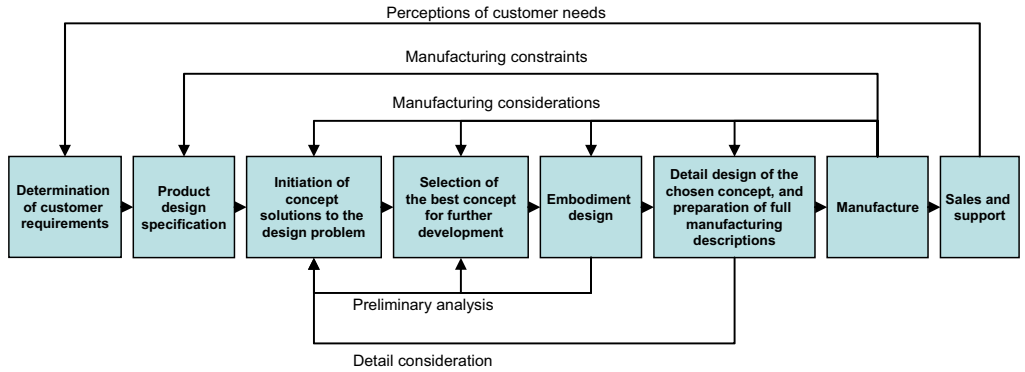 Perceptions of customer needs
Manufacturing constraints
Manufacturing considerations
Determination
of customer
requirements
Product
design
specification
Initiation of
concept
solutions to the
design problem
Selection of
the best concept
for further
development
Embodiment
design
Detail design of the
chosen concept, and
preparation of full
manufacturing
descriptions
Manufacture
Sales and
support
Preliminary analysis
Detail consideration